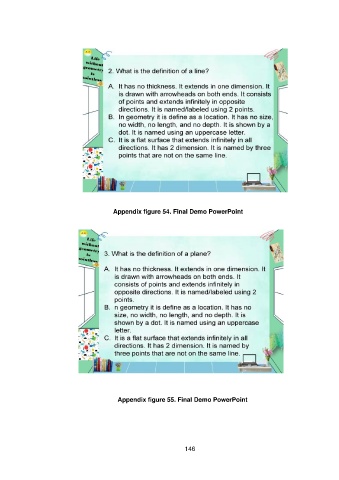 Life
without
geometry
is
pointless
2. What is the definition of a line?
A. It has no thickness. It extends in one dimension. It
is drawn with arrowheads on both ends. It consists
of points and extends infinitely in opposite
directions. It is named/labeled using 2 points.
B. In geometry it is define as a location. It has no size,
no width, no length, and no depth. It is shown by a
dot. It is named using an uppercase letter.
C. It is a flat surface that extends infinitely in all
directions. It has 2 dimension. It is named by three
points that are not on the same line.
Appendix figure 54. Final Demo PowerPoint
Life
without
geometry
is
pointless
3. What is the definition of a plane?
A. It has no thickness. It extends in one dimension. It
is drawn with arrowheads on both ends. It
consists of points and extends infinitely in
opposite directions. It is named/labeled using 2
points.
B. n geometry it is define as a location. It has no
size, no width, no length, and no depth. It is
shown by a dot. It is named using an uppercase
letter.
C. It is a flat surface that extends infinitely in all
directions. It has 2 dimension. It is named by
three points that are not on the same line.
Appendix figure 55. Final Demo PowerPoint
146